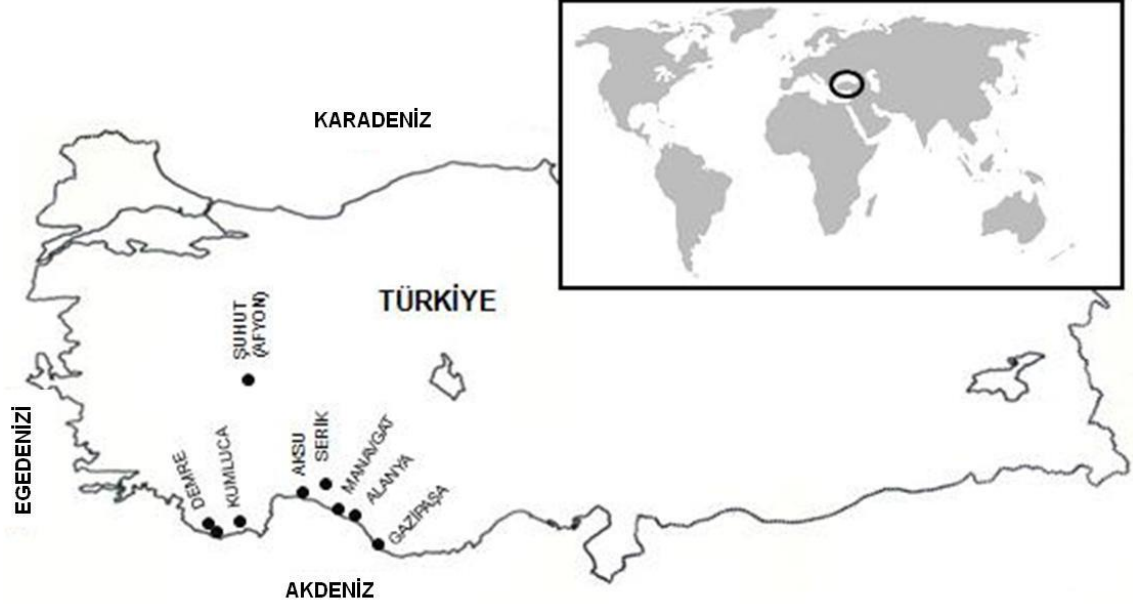 KARADENİZ
TÜRKİYE
ŞUHUT
(AFYON)
EGEDENİZİ
DEMRE
KUMLUCA
AKSU
SERİK
MANAVGAT
ALANYA
GAZİPAŞA
AKDENİZ